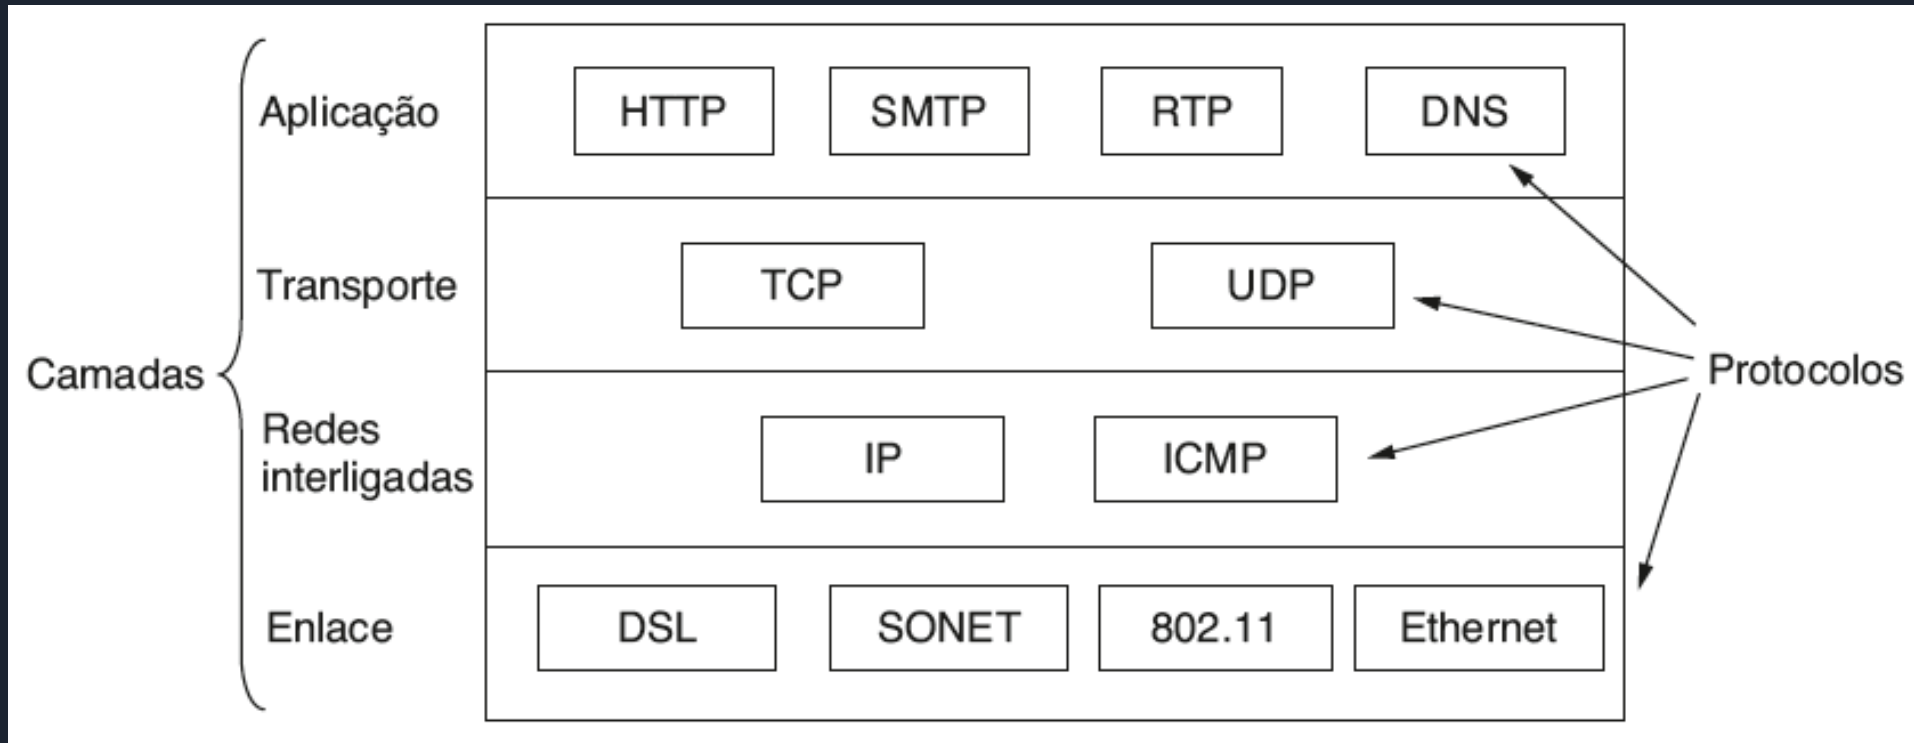 Aplicação
HTTP
SMTP
RTP
DNS
Transporte
TCP
UDP
Camadas
Protocolos
Redes
interligadas
IP
ICMP
Enlace
DSL
SONET
802.11
Ethernet